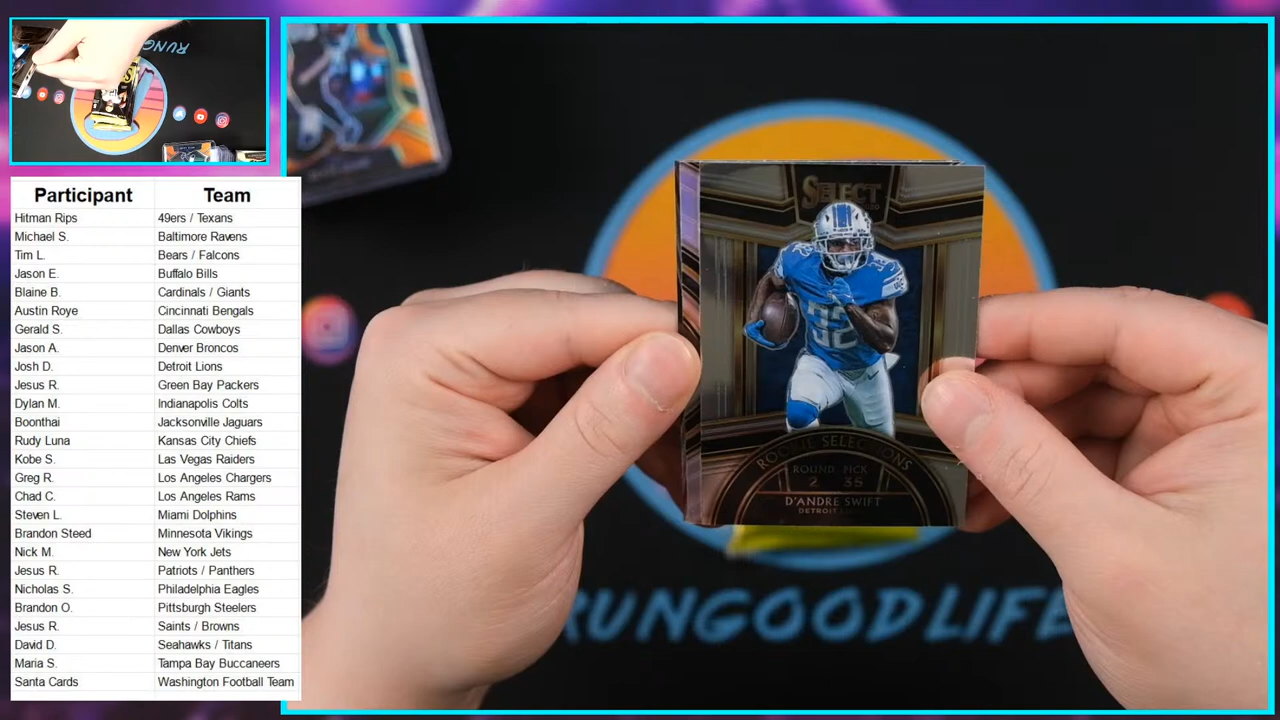 RUNGOOD
Participant Team
Hitman Rips 49ers / Texans
Michael S. Baltimore Ravens
Tim L. Bears / Falcons
Jason E. Buffalo Bills
Blaine B. Cardinals / Giants
Austin Roye Cincinnati Bengals
Gerald S. Dallas Cowboys
Jason A. Denver Broncos
Josh D. Detroit Lions
Jesus R. Green Bay Packers
Dylan M. Indianapolis Colts
Boonthai Jacksonville Jaguars
Rudy Luna Kansas City Chiefs
Kobe S. Las Vegas Raiders
Greg R. Los Angeles Chargers
Chad C. Los Angeles Rams
Steven L. Miami Dolphins
Brandon Steed Minnesota Vikings
Nick M. New York Jets
Jesus R. Patriots / Panthers
Nicholas S. Philadelphia Eagles
Brandon O. Pittsburgh Steelers
Jesus R. Saints / Browns
David D. Seahawks / Titans
Maria S. Tampa Bay Buccaneers
Santa Cards Washington Football Team
SELECT
32
ROOKIE SELECTIONS
ROUND PICK
2 35
D'ANDRE SWIFT
DETROIT
RUNGOODLIFE